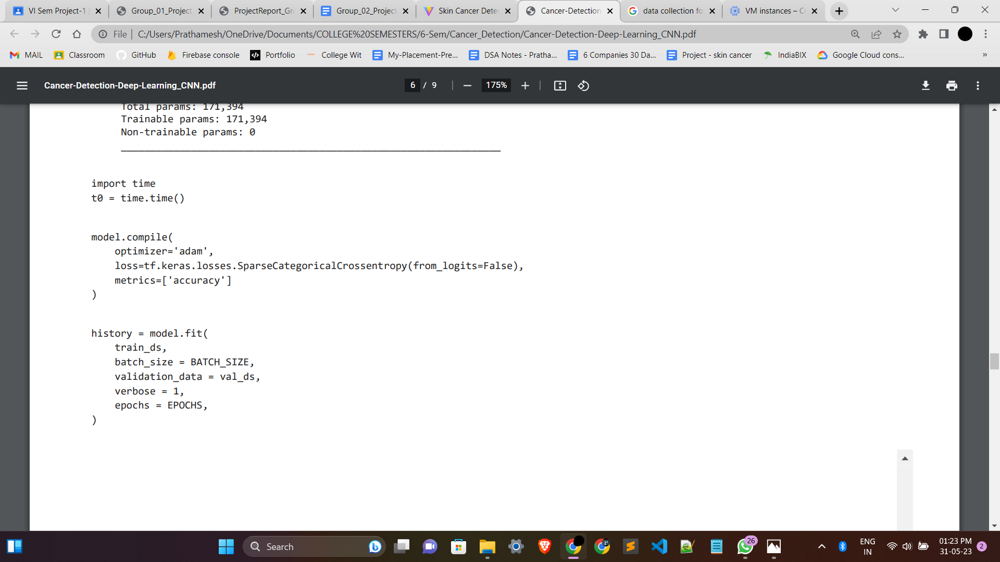 VI Sem Project-1
Group_01_Project
ProjectReport_Gr
Group_02_Project
Skin Cancer Dete
Cancer-Detection
data collection fo
VM instances – Co
File
C:/Users/Prathamesh/OneDrive/Documents/COLLEGE%20SEMESTERS/6-Sem/Cancer_Detection/Cancer-Detection-Deep-Learning_CNN.pdf
MAIL
Classroom
GitHub
Firebase console
Portfolio
College Wit
My-Placement-Pre...
DSA Notes - Pratha...
6 Companies 30 Da...
Project - skin cancer
IndiaBIX
Google Cloud cons...
»
Cancer-Detection-Deep-Learning_CNN.pdf
6 / 9
175%
Total params: 171,394
Trainable params: 171,394
Non-trainable params: 0
import time
t0 = time.time()
model.compile(
    optimizer='adam',
    loss=tf.keras.losses.SparseCategoricalCrossentropy(from_logits=False),
    metrics=['accuracy']
)
history = model.fit(
    train_ds,
    batch_size = BATCH_SIZE,
    validation_data = val_ds,
    verbose = 1,
    epochs = EPOCHS,
)
Search
26
ENG
IN
01:23 PM
31-05-23
2